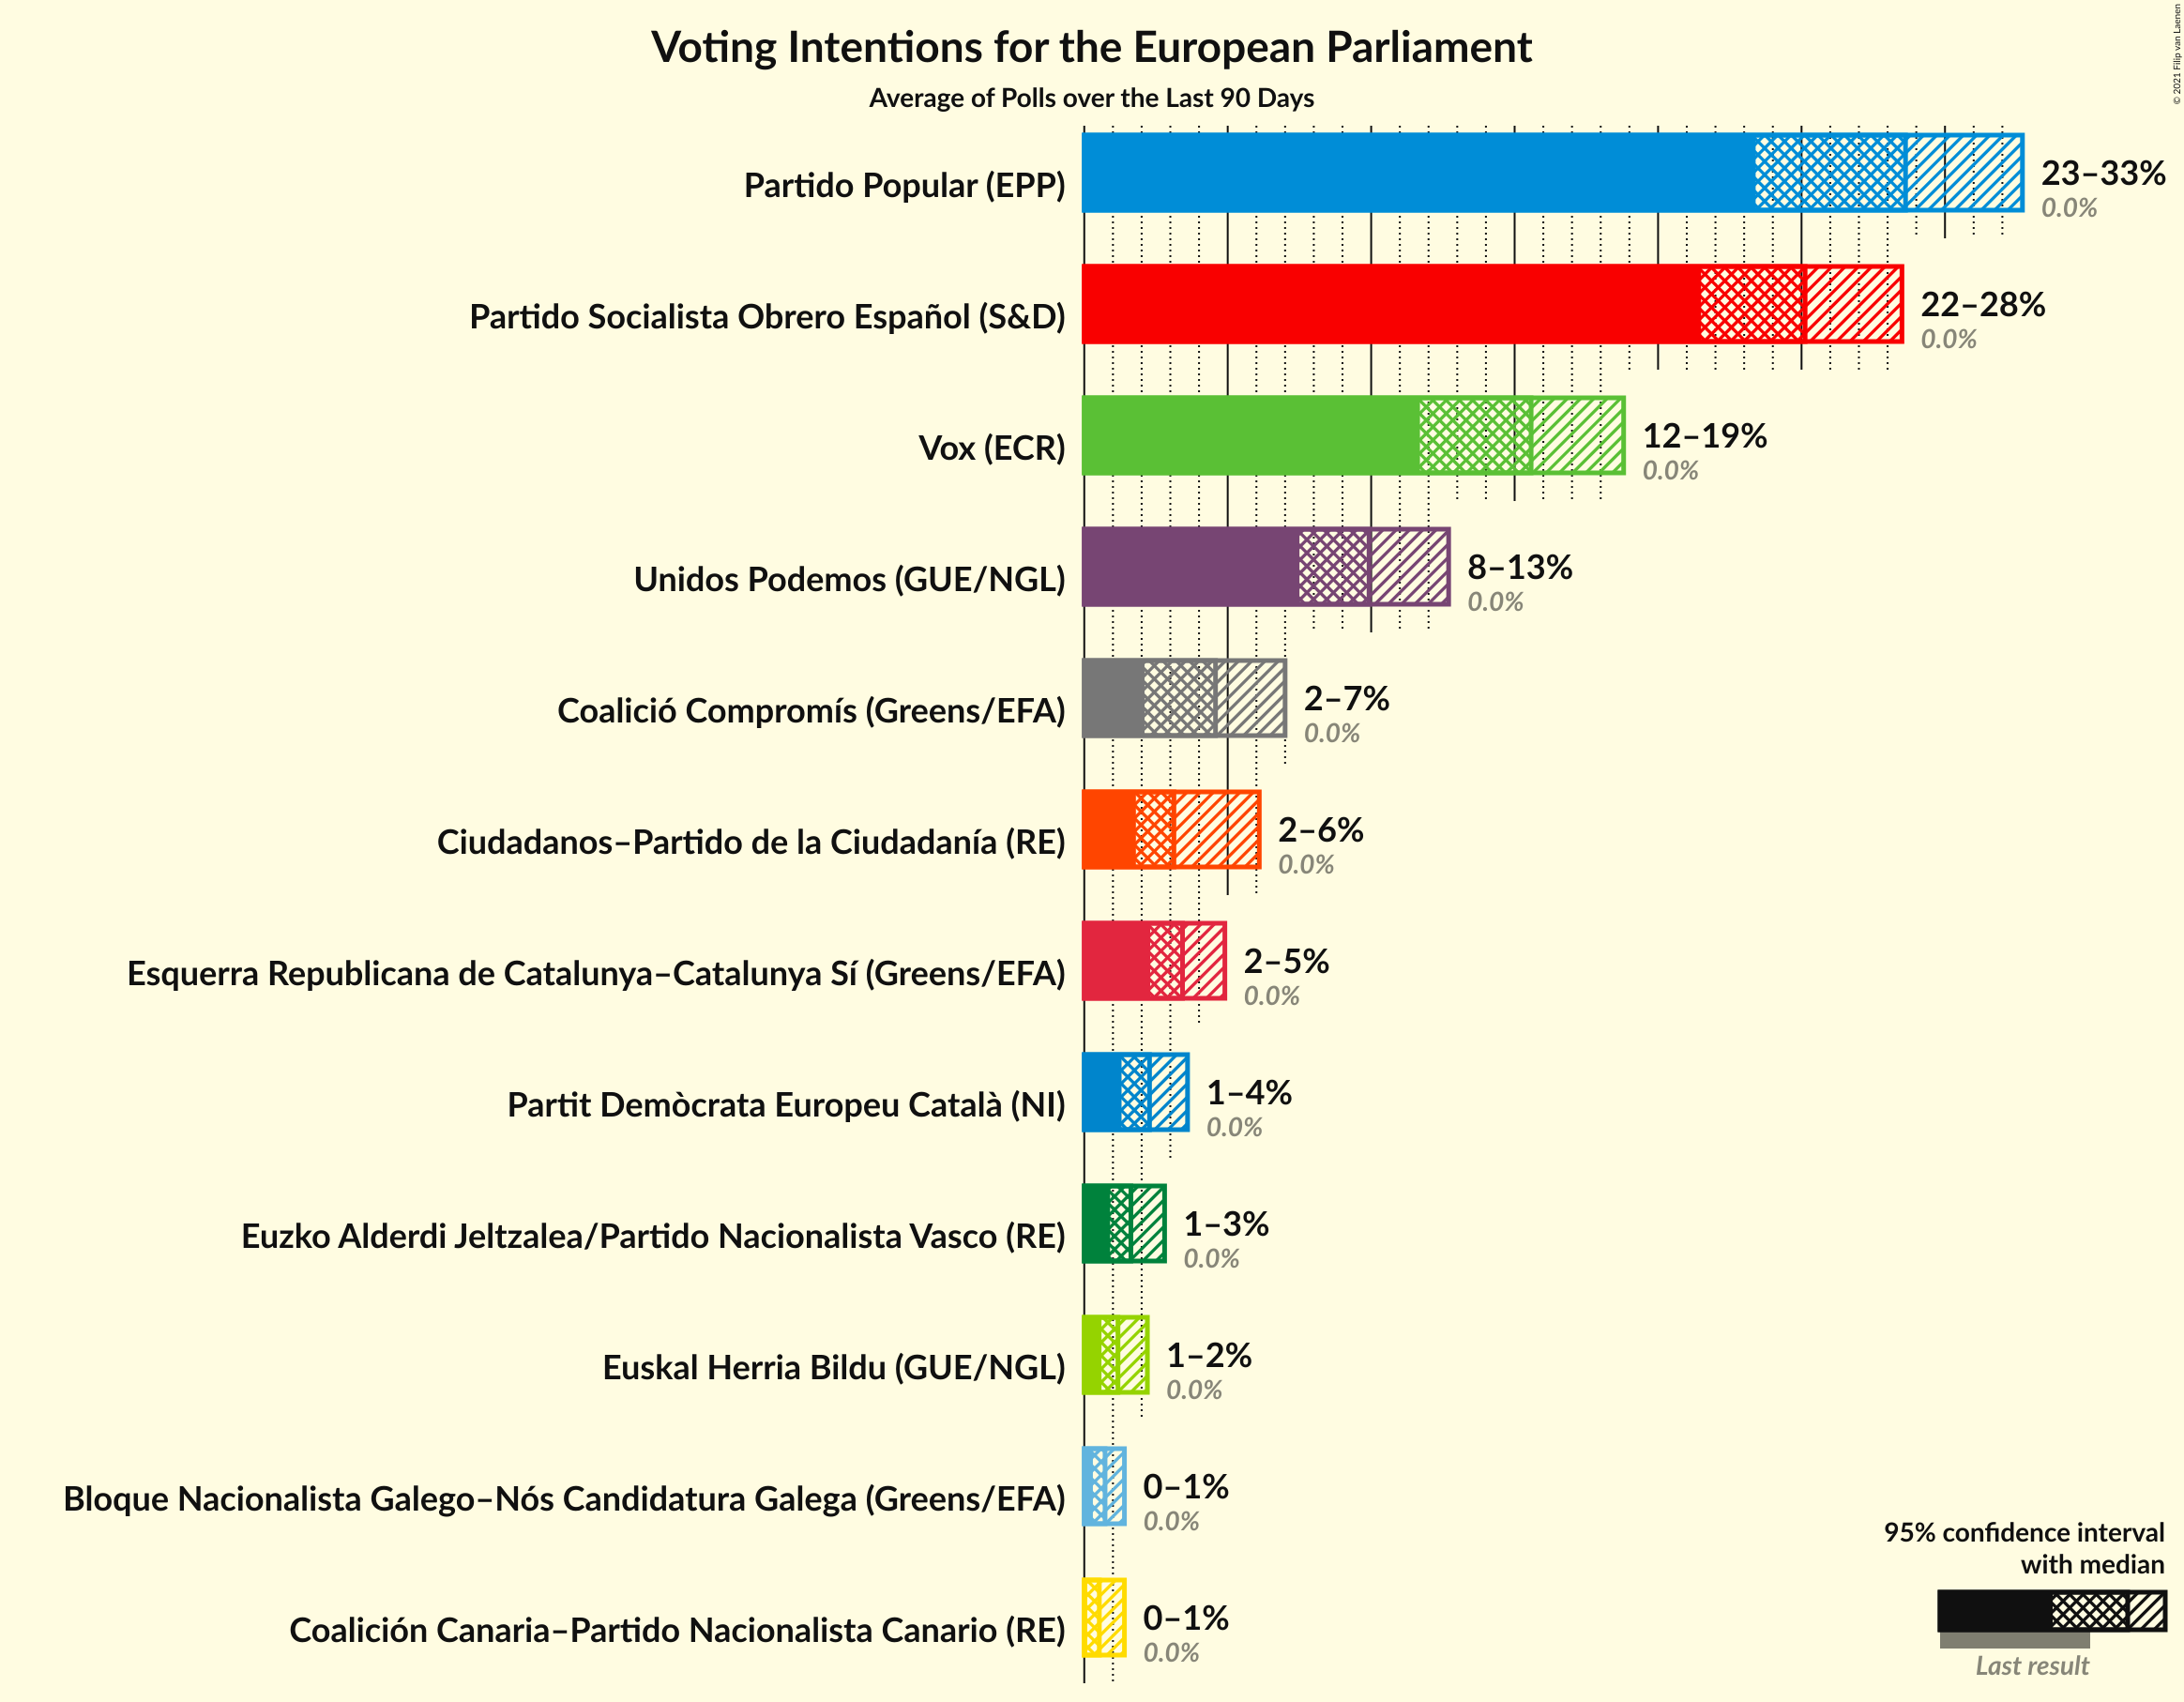 © 2021 Filip van Laenen
Voting Intentions for the European Parliament
Average of Polls over the Last 90 Days
Partido Popular (EPP)
23–33%
0.0%
Partido Socialista Obrero Español (S&D)
22–28%
0.0%
Vox (ECR)
12–19%
0.0%
Unidos Podemos (GUE/NGL)
8–13%
0.0%
Coalició Compromís (Greens/EFA)
2–7%
0.0%
Ciudadanos–Partido de la Ciudadanía (RE)
2–6%
0.0%
Esquerra Republicana de Catalunya–Catalunya Sí (Greens/EFA)
2–5%
0.0%
Partit Demòcrata Europeu Català (NI)
1–4%
0.0%
Euzko Alderdi Jeltzalea/Partido Nacionalista Vasco (RE)
1–3%
0.0%
Euskal Herria Bildu (GUE/NGL)
1–2%
0.0%
Bloque Nacionalista Galego–Nós Candidatura Galega (Greens/EFA)
0–1%
0.0%
Coalición Canaria–Partido Nacionalista Canario (RE)
0–1%
0.0%
95% confidence interval
with median
Last result